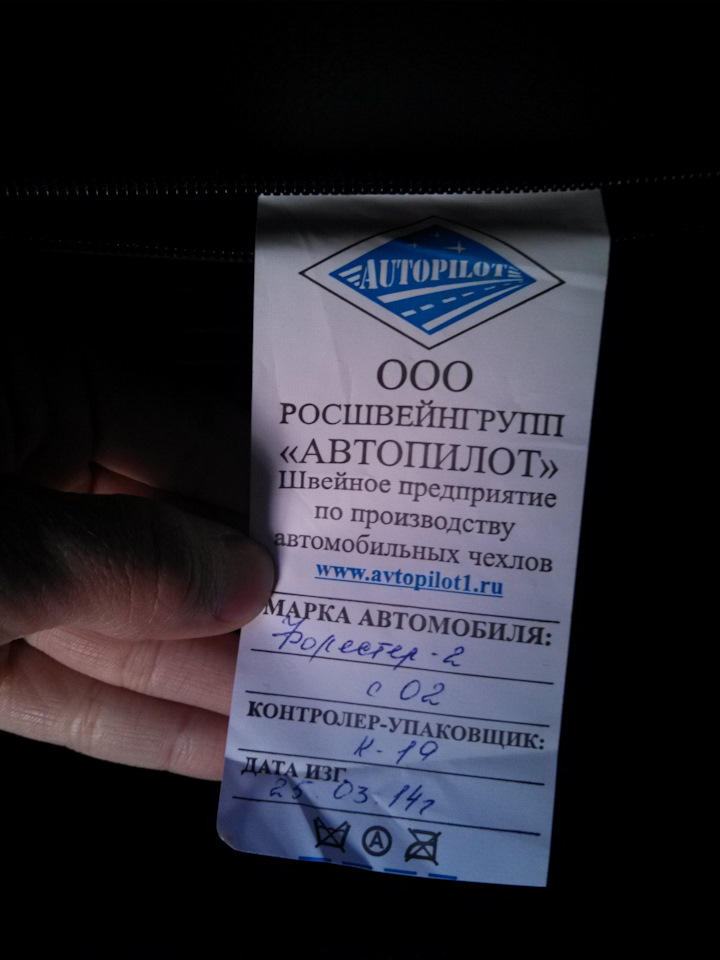 AUTOPILOT
ООО
РОСШВЕЙНГРУПП
«АВТОПИЛОТ»
Швейное предприятие
по производству
автомобильных чехлов
www.avtopilot1.ru
МАРКА АВТОМОБИЛЯ:
Форестер-2
с 02
КОНТРОЛЕР-УПАКОВЩИК:
К-19
ДАТА ИЗГ.
25.03.14г
A